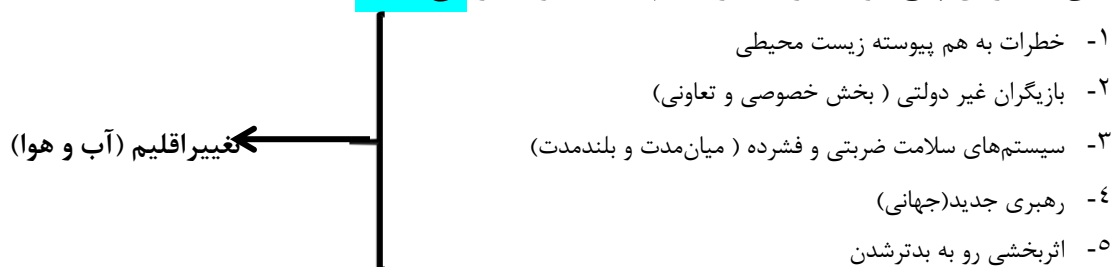 ۱- خطرات به هم پیوسته زیست محیطی
۲- بازیگران غیر دولتی ( بخش خصوصی و تعاونی)
۳- سیستم‌های سلامت ضربتی و فشرده ( میان‌مدت و بلندمدت)
۴- رهبری جدید(جهانی)
۵- اثربخشی رو به بدترشدن
تغییراقلیم (آب و هوا)